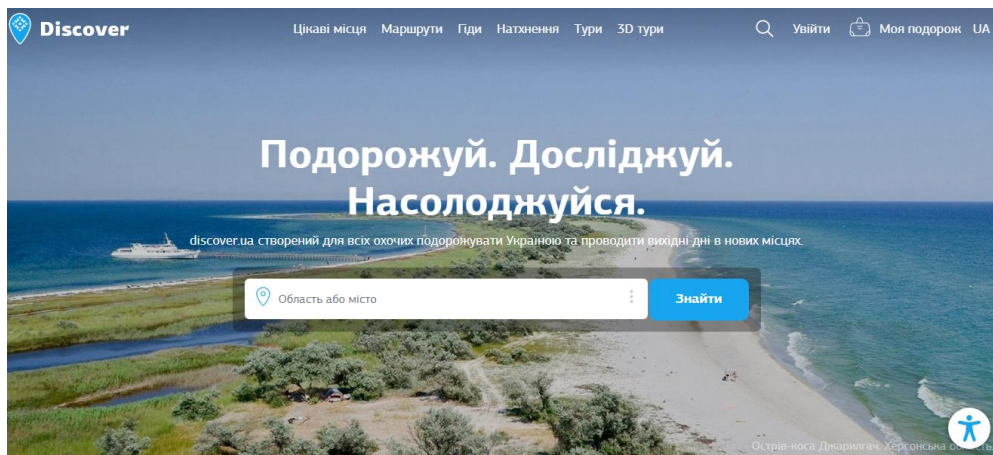 Discover
Цікаві місця Маршрути Гіди Натхнення Тури 3D тури
Увійти Моя подорож UA
Подорожуй. Досліджуй.
Насолоджуйся.
discover.ua створений для всіх охочих подорожувати Україною та проводити вихідні дні в нових місцях.
Область або місто
Знайти
Острів-коса Джарилгач, Херсонська